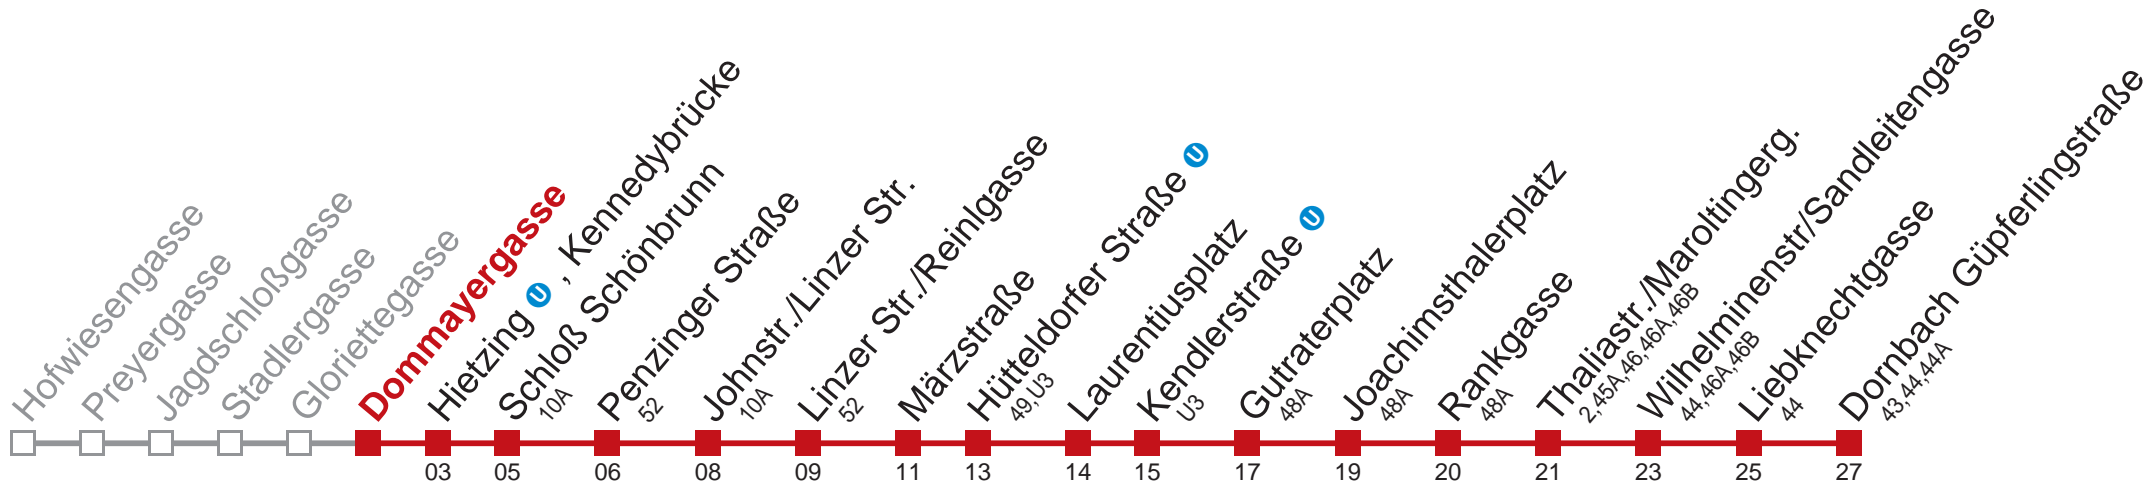 Hofwiesengasse
Preyergasse
Jagdschloßgasse
Stadlergasse
Gloriettegasse
Dommayergasse
Hietzing U , Kennedybrücke
03
Schloß Schönbrunn
10A
05
Penzinger Straße
52
06
Johnstr./Linzer Str.
10A
08
Linzer Str./Reinlgasse
52
09
Märzstraße
11
Hütteldorfer Straße U
49,U3
13
Laurentiusplatz
14
Kendlerstraße U
U3
15
Gutraterplatz
48A
17
Joachimsthalerplatz
48A
19
Rankgasse
48A
20
Thaliastr./Maroltingerg.
2,45A,46,46A,46B
21
Wilhelminenstr/Sandleitengasse
44,46A,46B
23
Liebknechtgasse
44
25
Dornbach Güpferlingstraße
43,44,44A
27